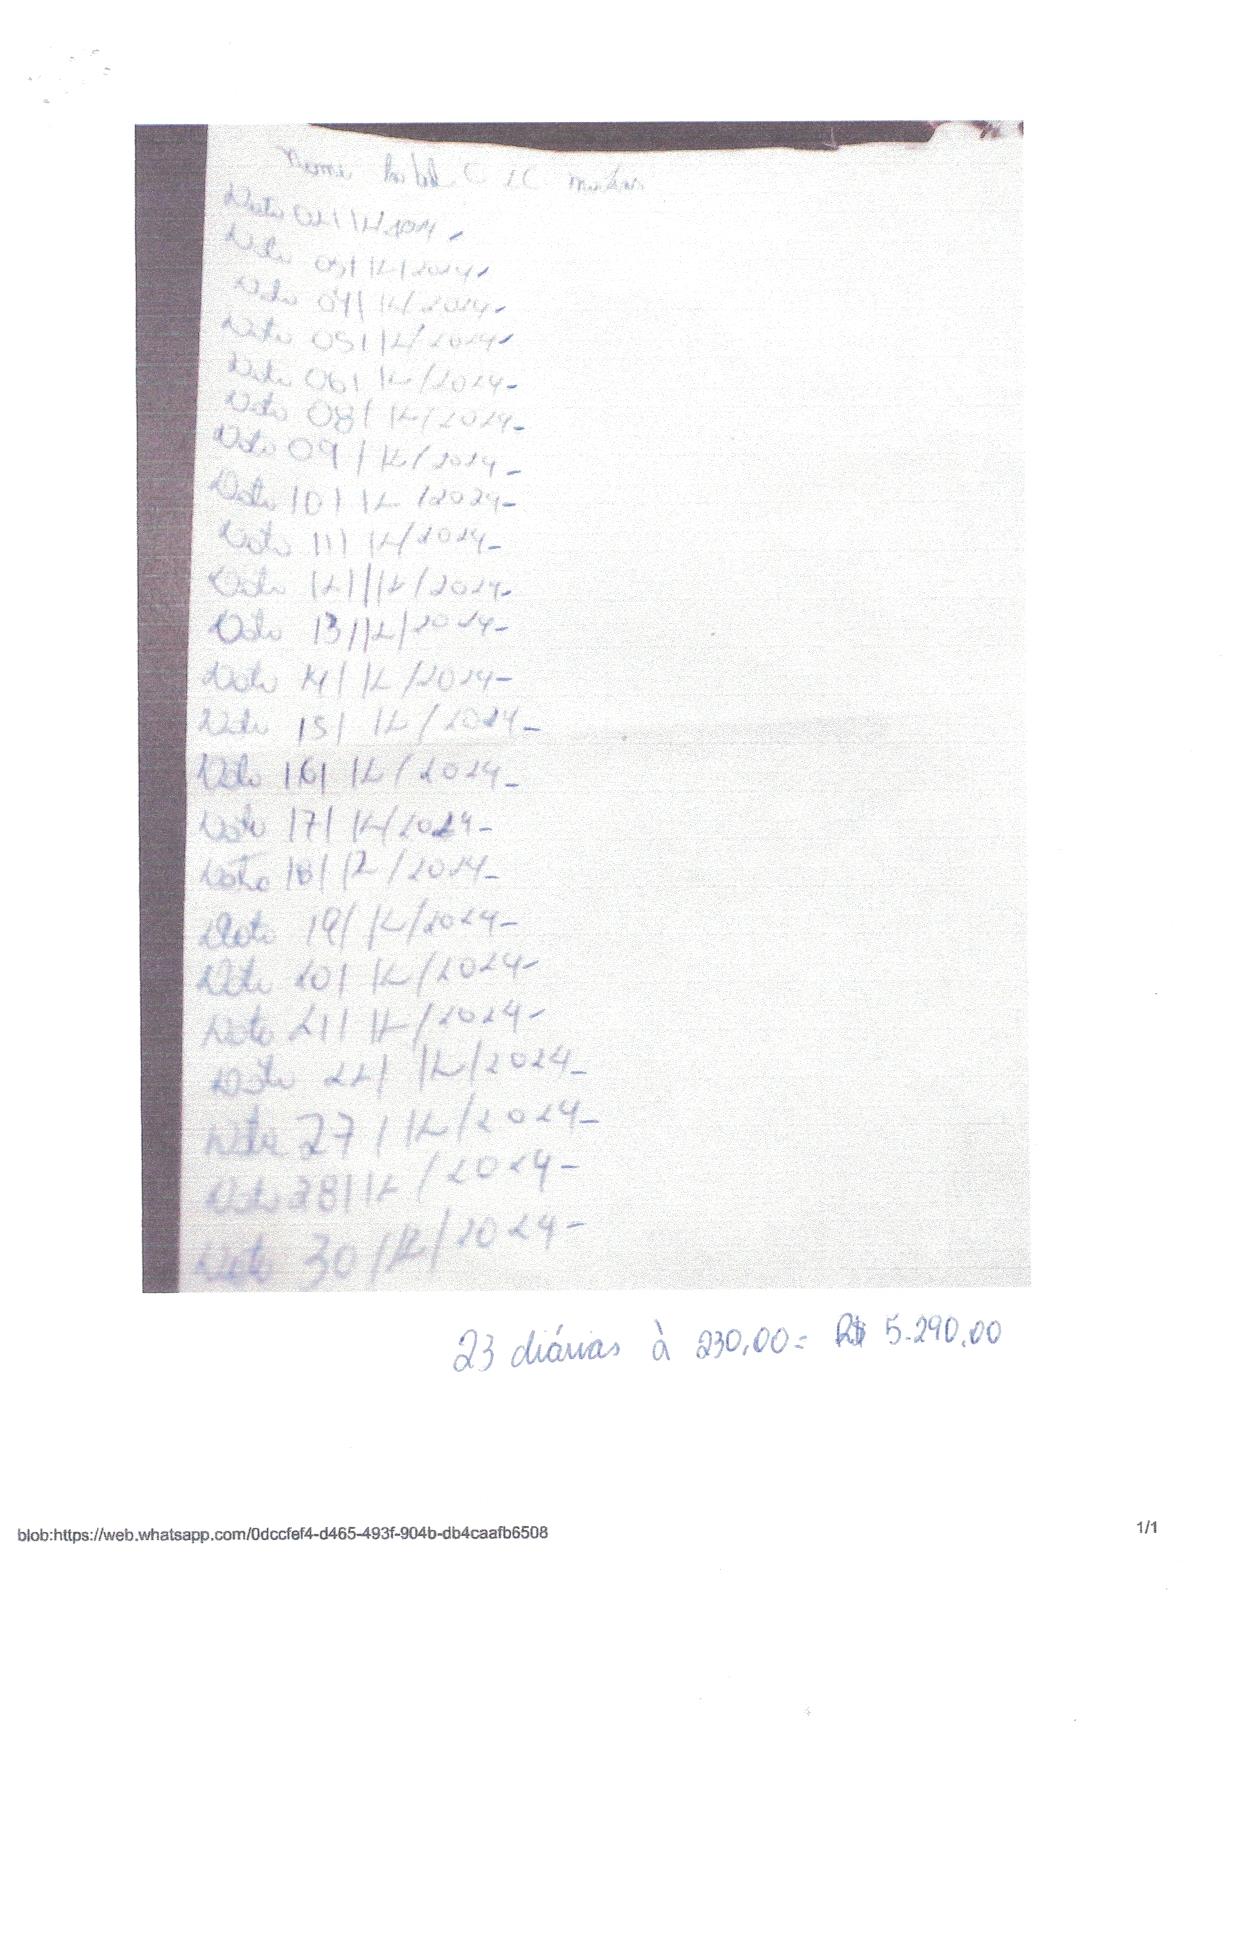 Data 02/12/2024 -
Data 03/12/2024 -
Data 04/12/2024 -
Data 05/12/2024 -
Data 06/12/2024 -
Data 08/12/2024 -
Data 09/12/2024 -
Data 10/12/2024 -
Data 11/12/2024 -
Data 12/12/2024 -
Data 13/12/2024 -
Data 14/12/2024 -
Data 15/12/2024 -
Data 16/12/2024 -
Data 17/12/2024 -
Data 18/12/2024 -
Data 19/12/2024 -
Data 20/12/2024 -
Data 21/12/2024 -
Data 22/12/2024 -
Data 27/12/2024 -
Data 28/12/2024 -
Data 30/12/2024 -
23 diárias à 230,00 = R$ 5.290,00
blob:https://web.whatsapp.com/0dccfef4-d465-493f-904b-db4caafb6508
1/1